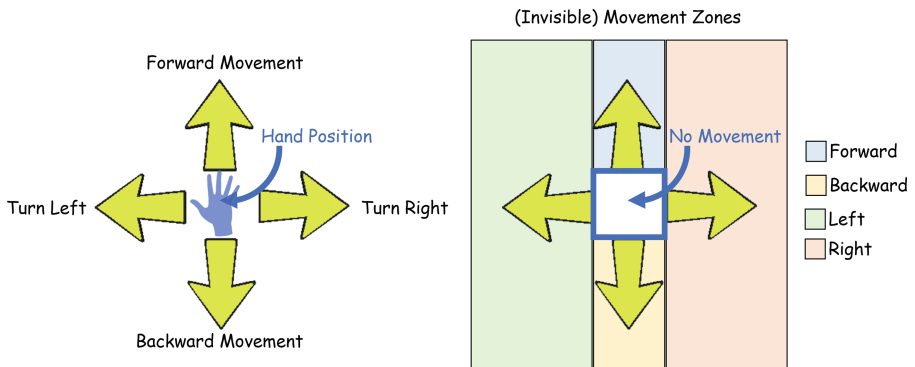 (Invisible) Movement Zones
Forward Movement
Hand Position
No Movement
Turn Left
Turn Right
Backward Movement
Forward
Backward
Left
Right